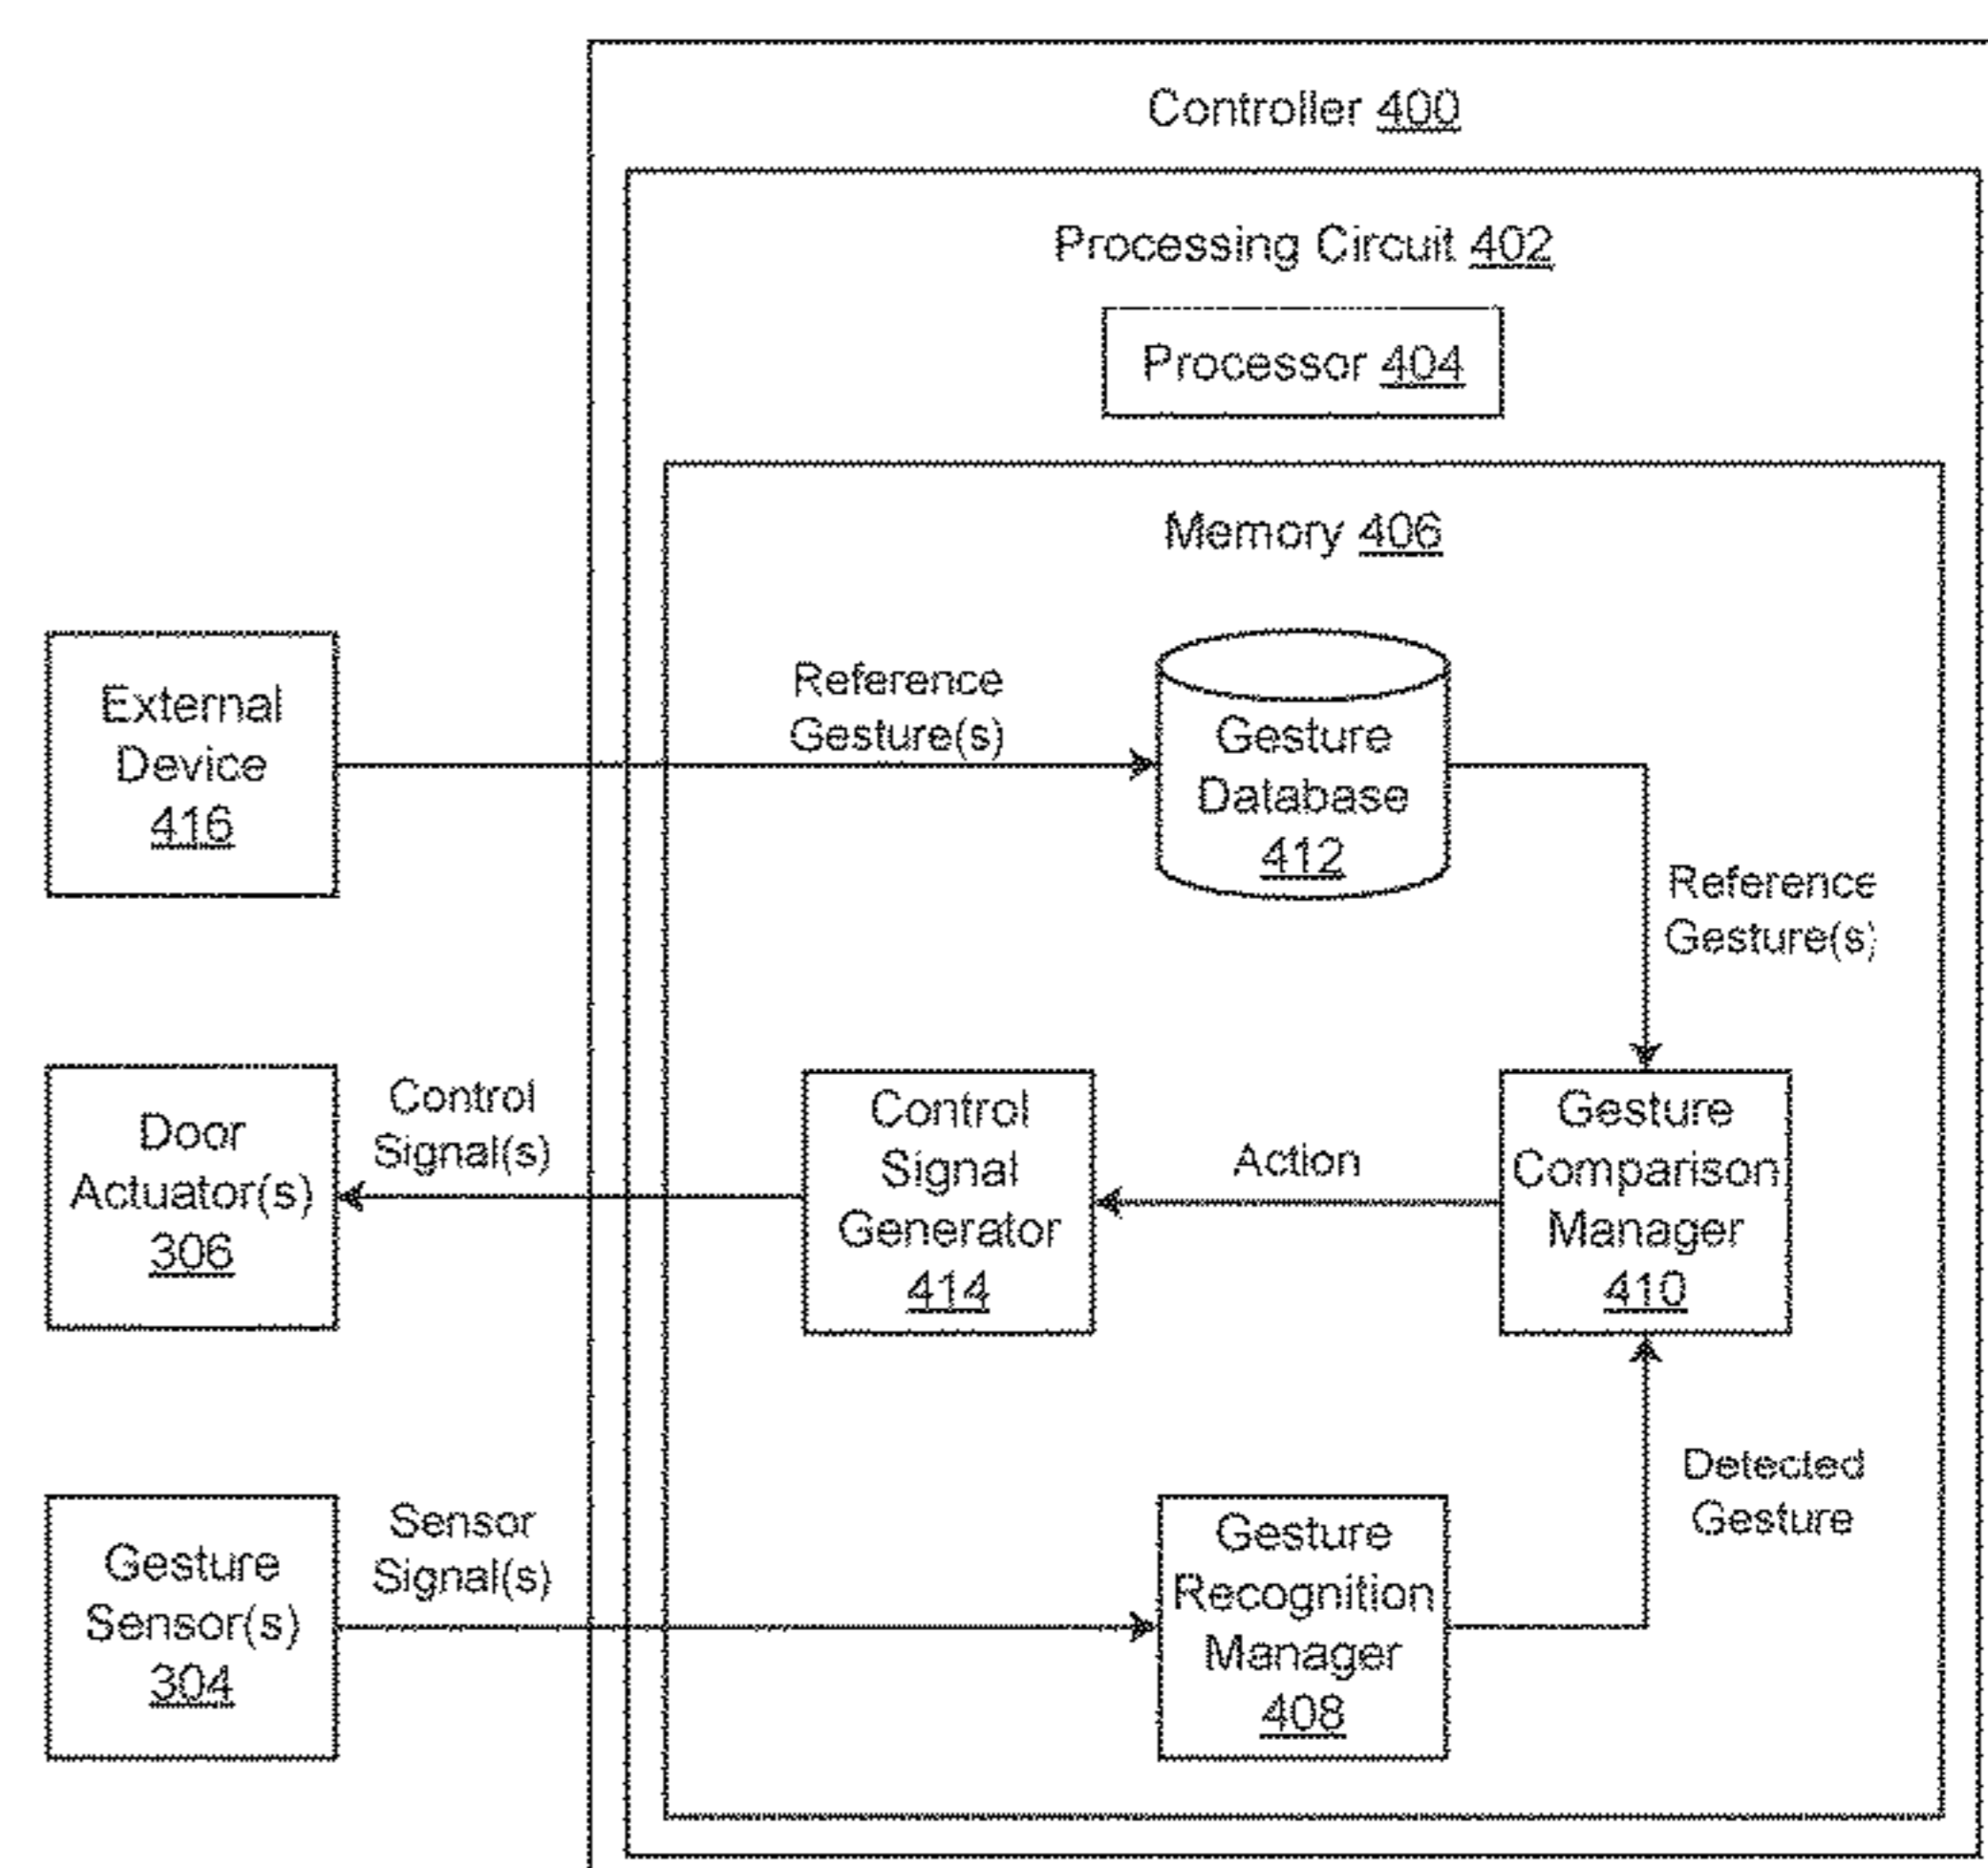 Controller 400
Processing Circuit 402
Processor 404
Memory 406
External
Device
416
Reference
Gesture(s)
Gesture
Database
412
Reference
Gesture(s)
Door
Actuator(s)
306
Control
Signal(s)
Control
Signal
Generator
414
Action
Gesture
Comparison
Manager
410
Gesture
Sensor(s)
304
Sensor
Signal(s)
Gesture
Recognition
Manager
408
Detected
Gesture